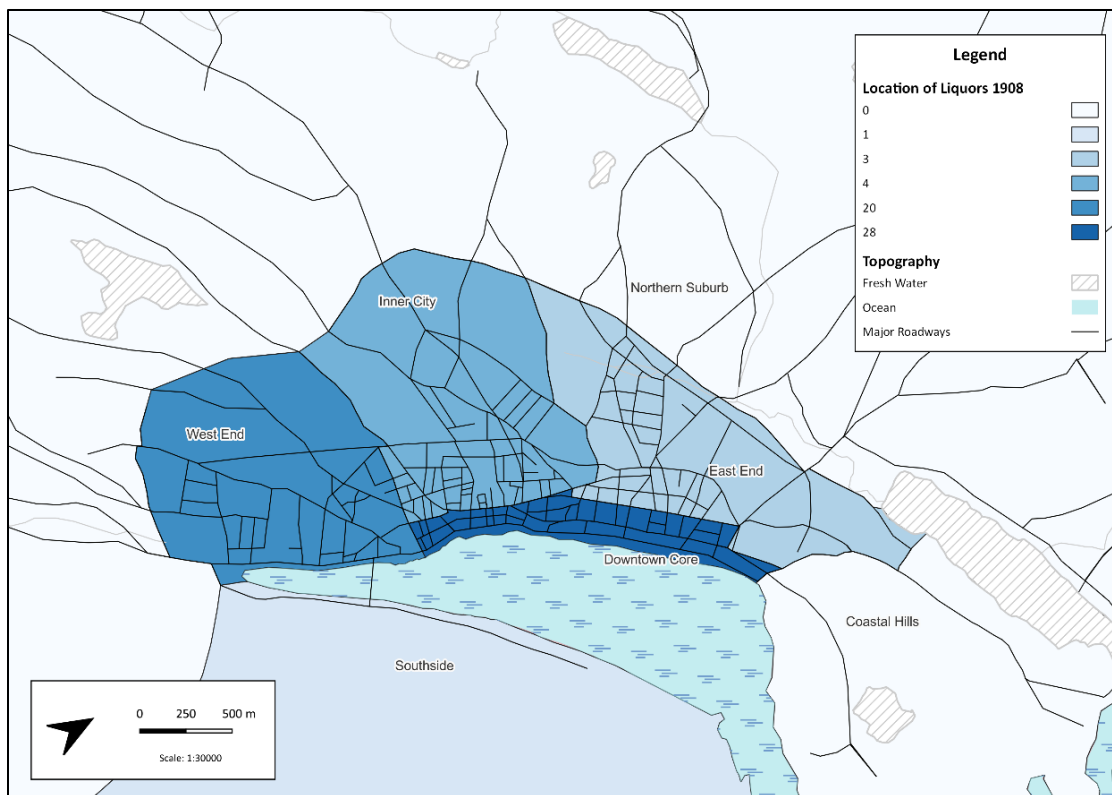 Legend
Location of Liquors 1908
0
1
3
4
20
28
Topography
Fresh Water
Ocean
Major Roadways
Northern Suburb
Inner City
West End
East End
Downtown Core
Coastal Hills
Southside
0 250 500 m
Scale: 1:30000